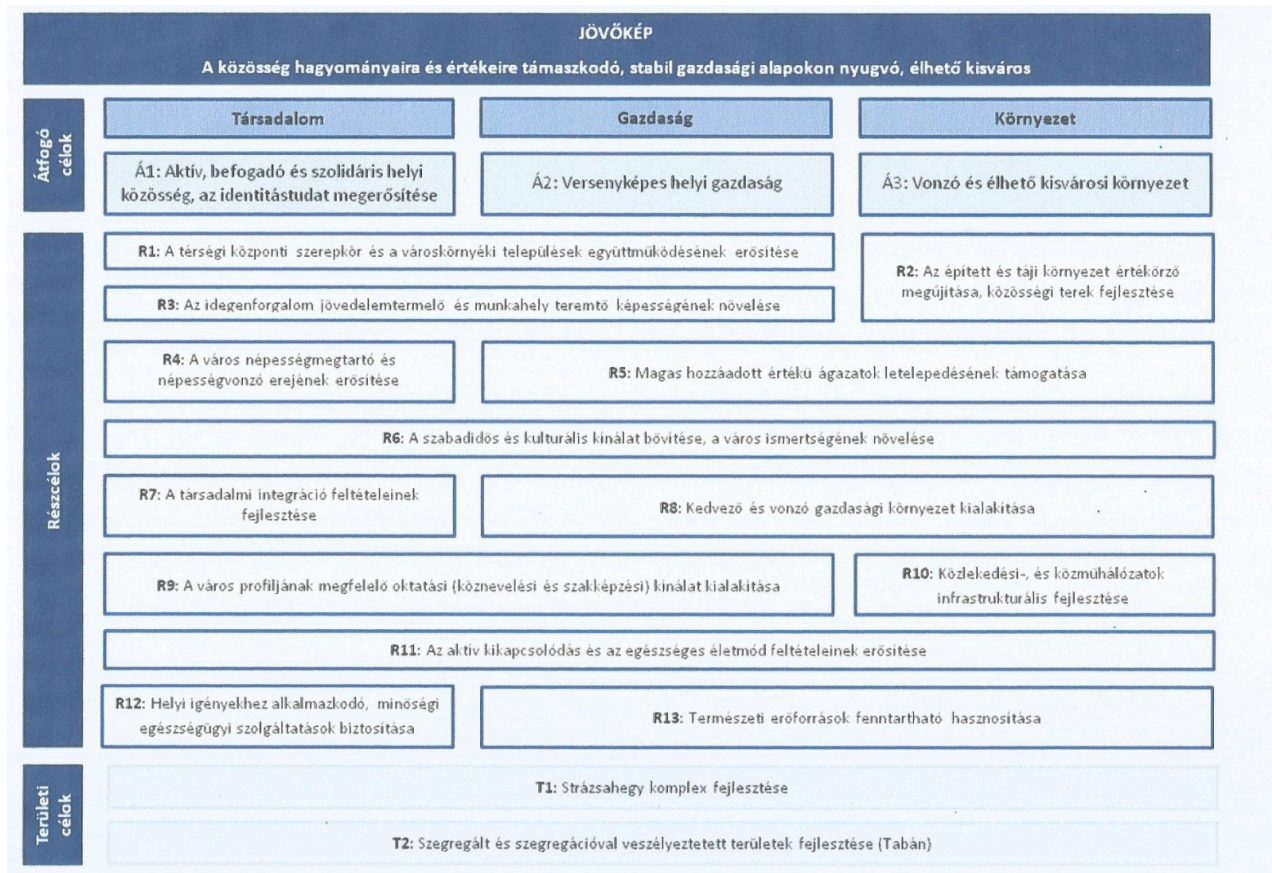 JÖVŐKÉP
A közösség hagyományaira és értékeire támaszkodó, stabil gazdasági alapokon nyugvó, élhető kisváros
Átfogó
célok
Társadalom
Gazdaság
Környezet
Á1: Aktív, befogadó és szolidáris helyi
közösség, az identitástudat megerősítése
Á2: Versenyképes helyi gazdaság
Á3: Vonzó és élhető kisvárosi környezet
Részcélok
R1: A térségi központi szerepkör és a városkörnyéki települések együttműködésének erősítése
R2: Az épített és táji környezet értékőrző
megújítása, közösségi terek fejlesztése
R3: Az idegenforgalom jövedelemtermelő és munkahely teremtő képességének növelése
R4: A város népességmegtartó és
népességvonzó erejének erősítése
R5: Magas hozzáadott értékű ágazatok letelepedésének támogatása
R6: A szabadidős és kulturális kínálat bővítése, a város ismertségének növelése
R7: A társadalmi integráció feltételeinek
fejlesztése
R8: Kedvező és vonzó gazdasági környezet kialakítása
R9: A város profiljának megfelelő oktatási (köznevelési és szakképzési) kínálat kialakítása
R10: Közlekedési-, és közműhálózatok
infrastrukturális fejlesztése
R11: Az aktív kikapcsolódás és az egészséges életmód feltételeinek erősítése
R12: Helyi igényekhez alkalmazkodó, minőségi
egészségügyi szolgáltatások biztosítása
R13: Természeti erőforrások fenntartható hasznosítása
Területi
célok
T1: Strázsahegy komplex fejlesztése
T2: Szegregált és szegregációval veszélyeztetett területek fejlesztése (Tabán)